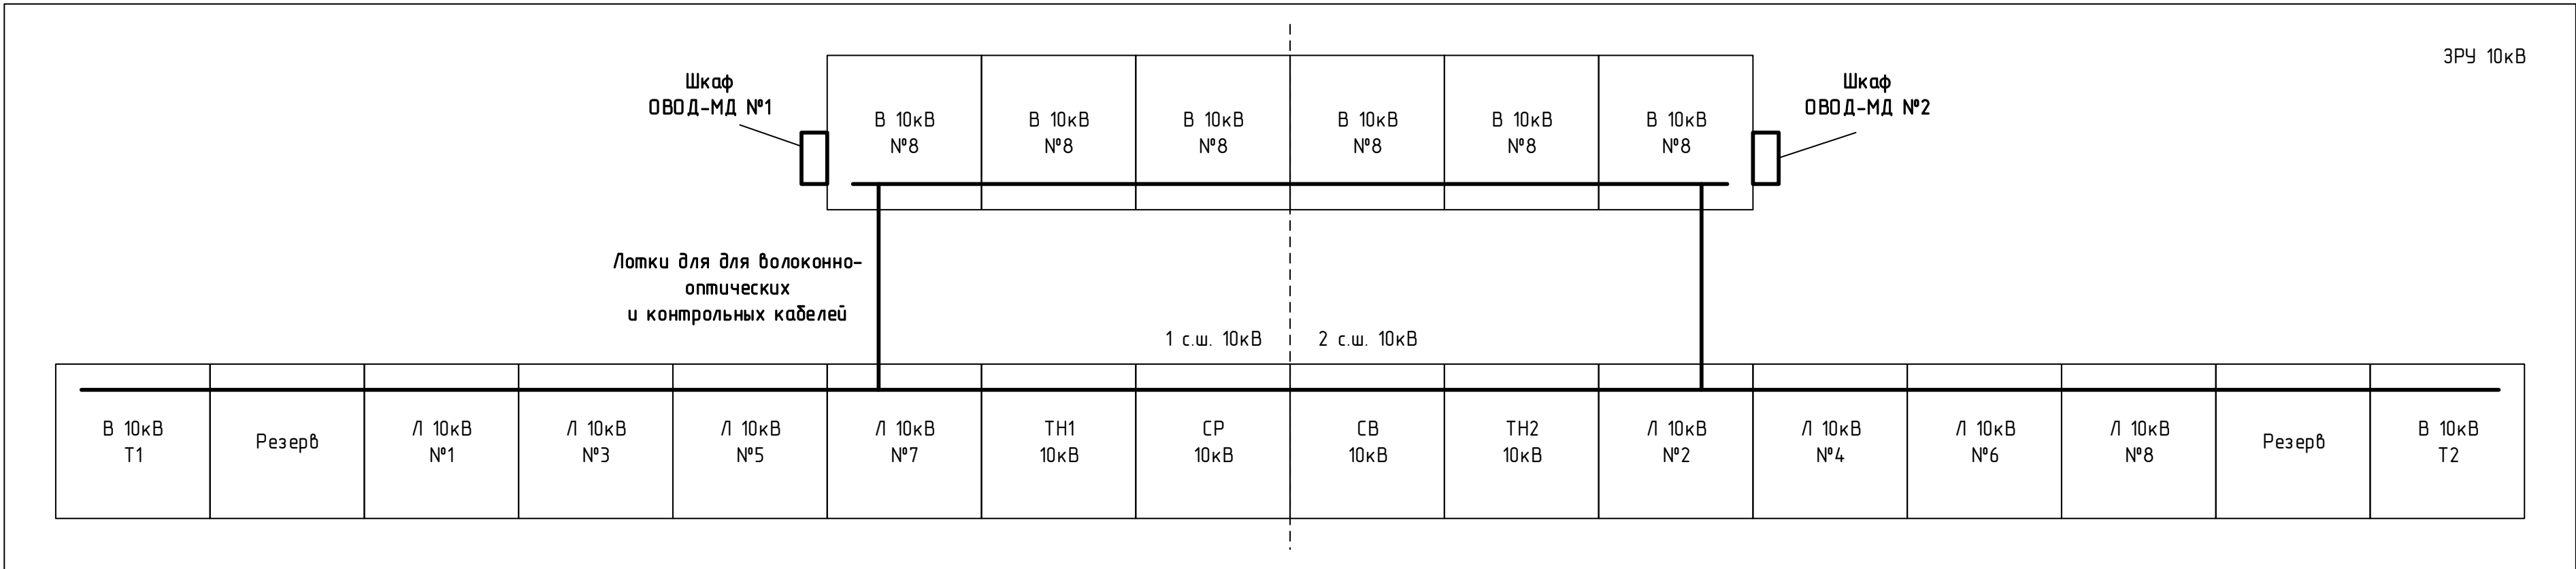 ЗРУ 10кВ
Шкаф
ОВОД-МД №1
В 10кВ
№8
В 10кВ
№8
В 10кВ
№8
В 10кВ
№8
В 10кВ
№8
В 10кВ
№8
Шкаф
ОВОД-МД №2
Лотки для для волоконно-
оптических
и контрольных кабелей
1 с.ш. 10кВ
2 с.ш. 10кВ
В 10кВ
Т1
Резерв
Л 10кВ
№1
Л 10кВ
№3
Л 10кВ
№5
Л 10кВ
№7
ТН1
10кВ
СР
10кВ
СВ
10кВ
ТН2
10кВ
Л 10кВ
№2
Л 10кВ
№4
Л 10кВ
№6
Л 10кВ
№8
Резерв
В 10кВ
Т2